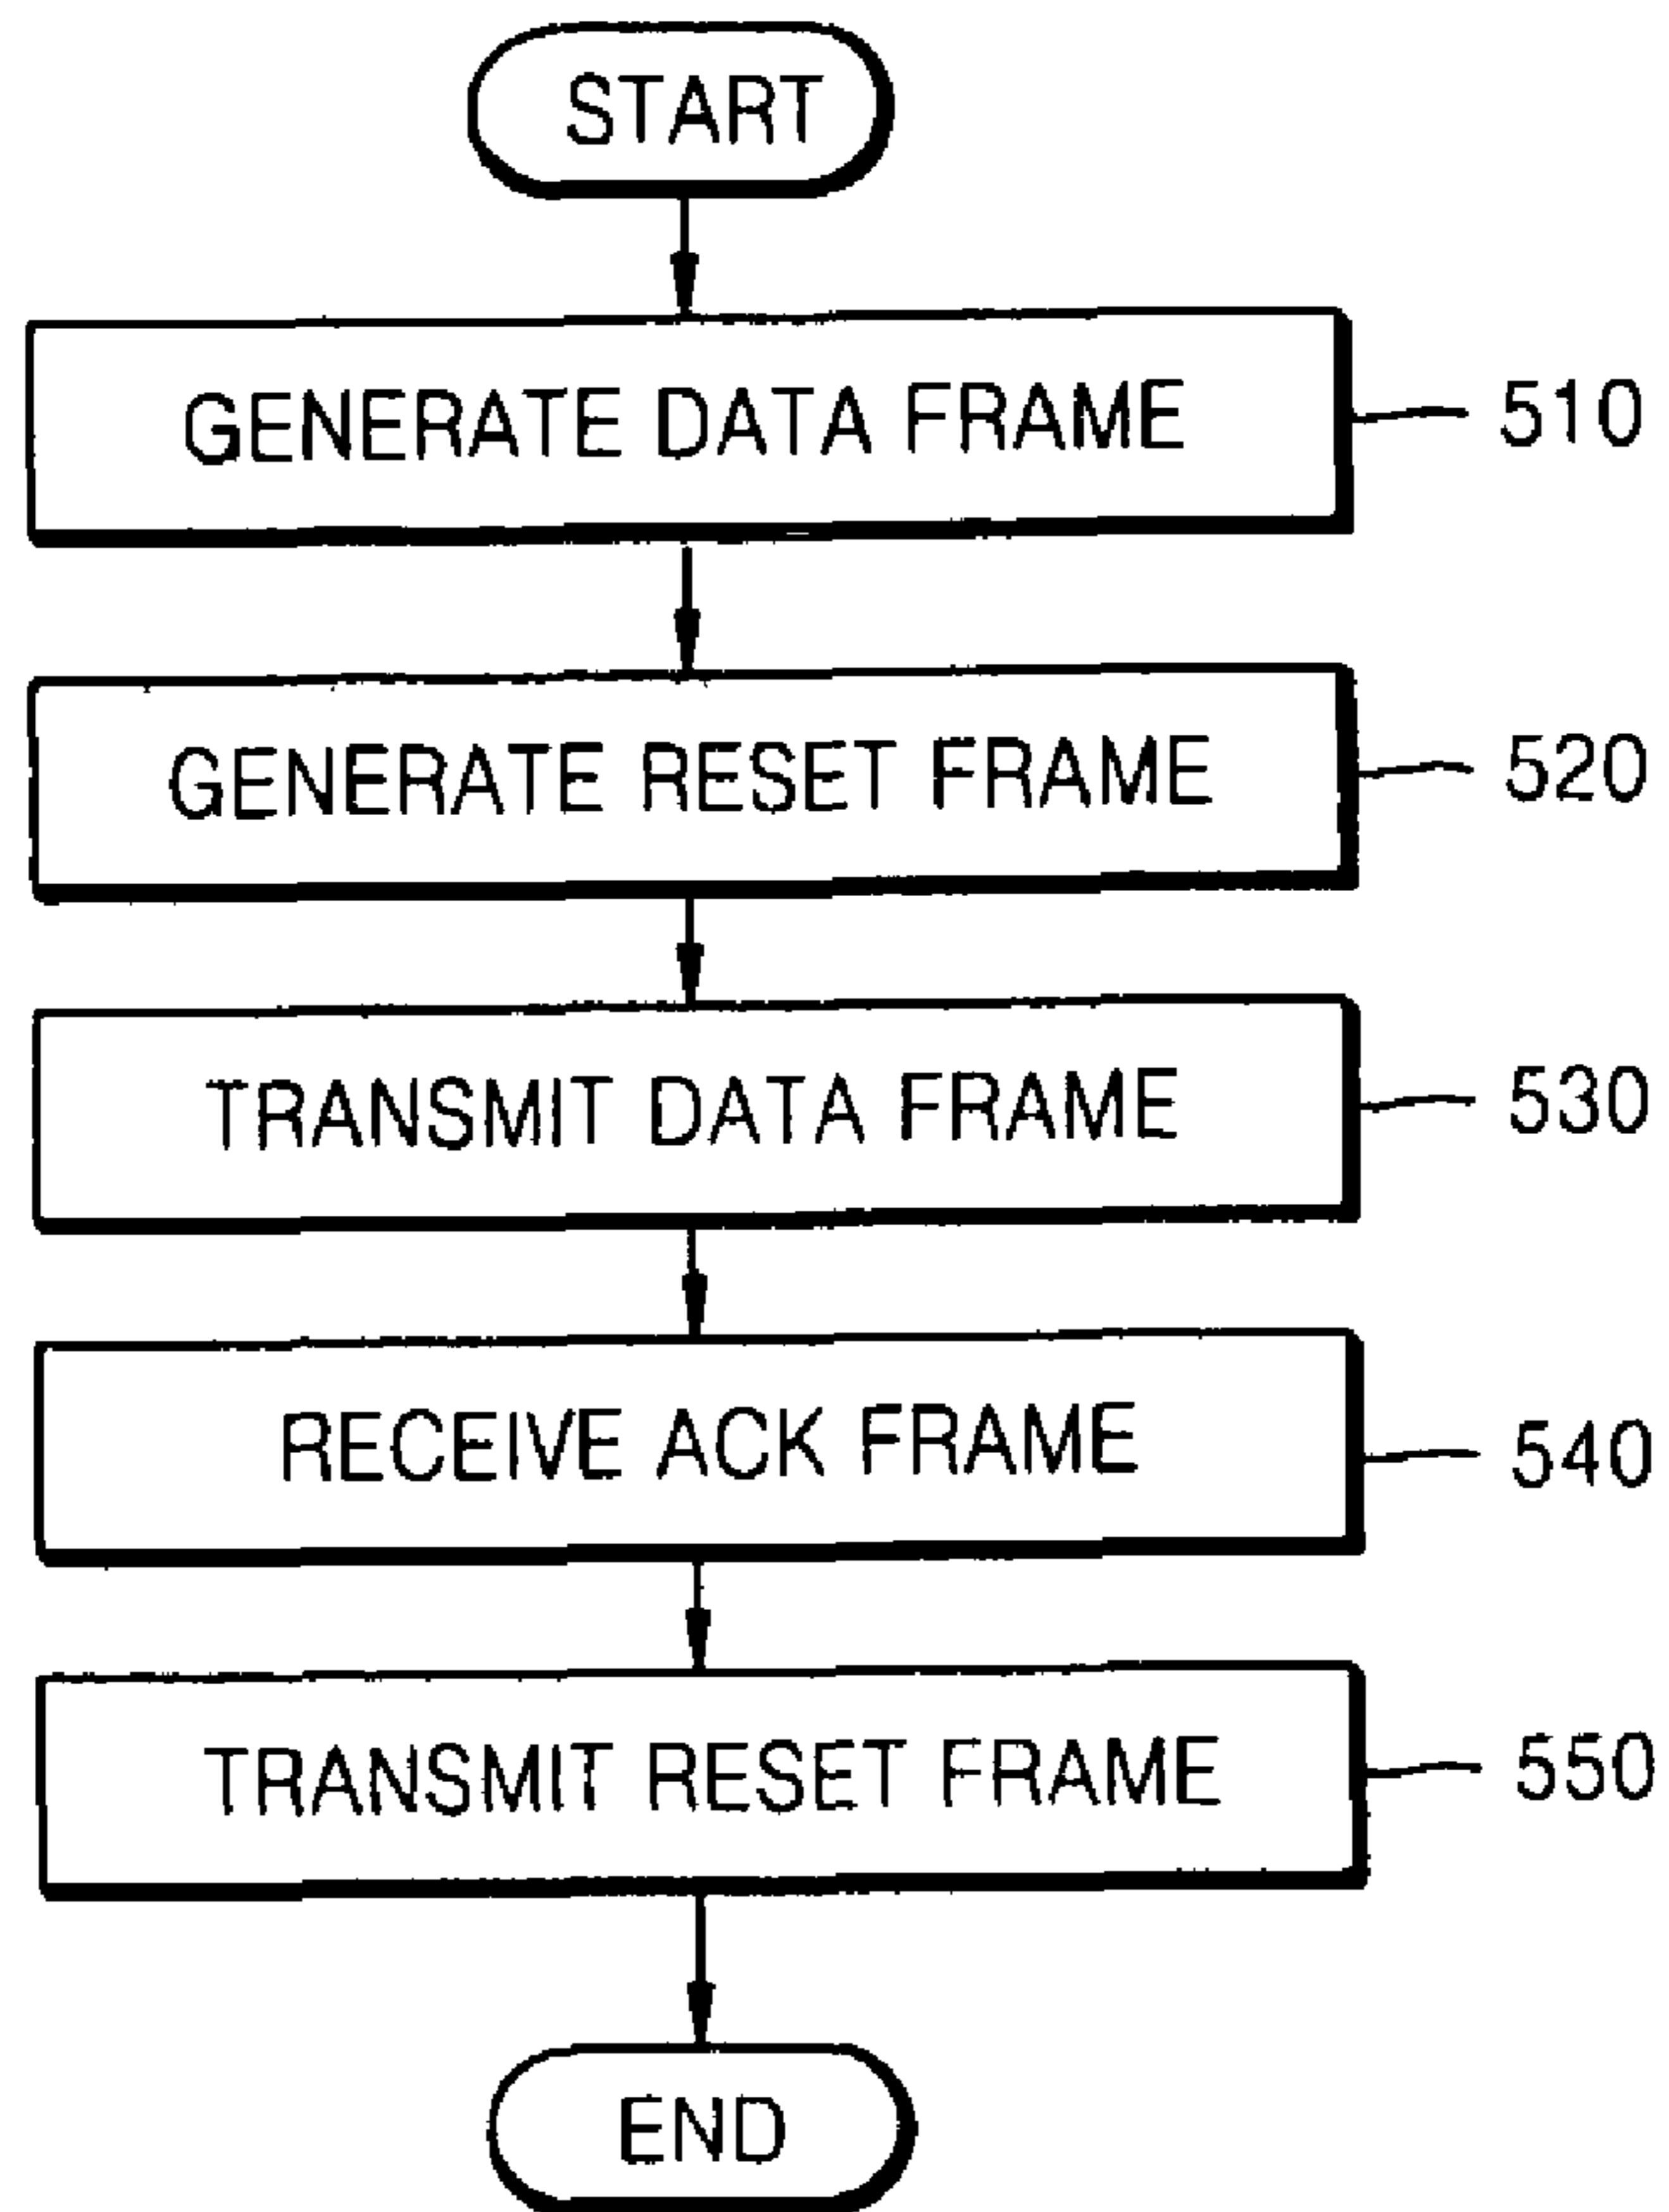 START
GENERATE DATA FRAME 510
GENERATE RESET FRAME 520
TRANSMIT DATA FRAME 530
RECEIVE ACK FRAME 540
TRANSMIT RESET FRAME 550
END